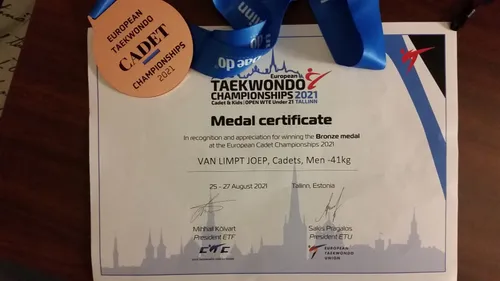 EUROPEAN
TAEKWONDO
CADET
CHAMPIONSHIPS
2021
European
TAEKWONDO
CHAMPIONSHIPS 2021
Cadet & Kids | OPEN WTE Under 21 TALLINN
Medal certificate
In recognition and appreciation for winning the Bronze medal
at the European Cadet Championships 2021
VAN LIMPT JOEP, Cadets, Men -41kg
25 - 27 August 2021
Tallinn, Estonia
Mihhail Kõlvart
President ETF
Sakis Pragalos
President ETU
EUROPEAN
TAEKWONDO
UNION